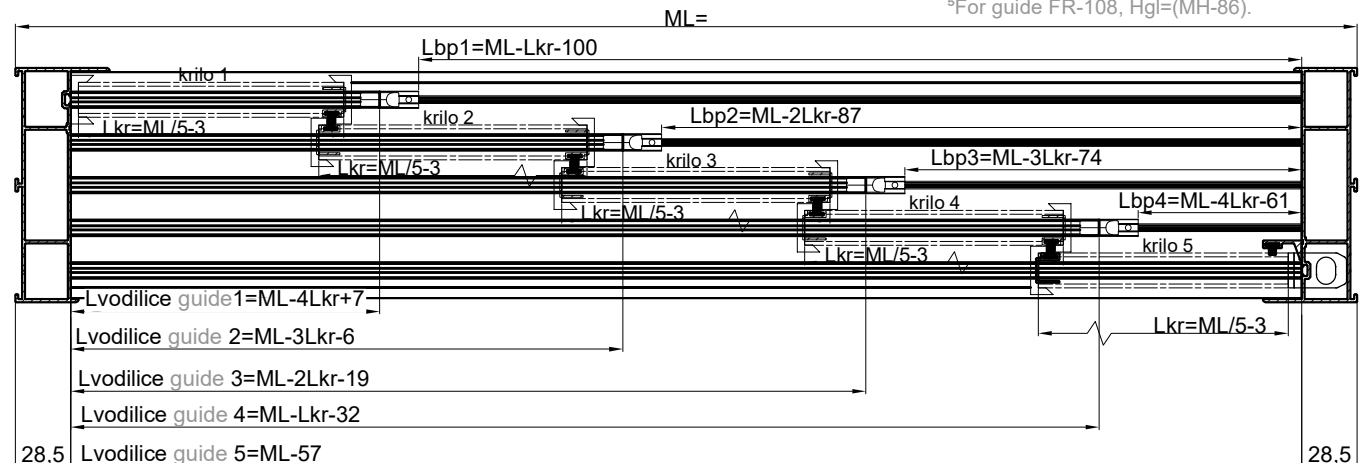 ⁵For guide FR-108, Hgl=(MH-86).
ML=
Lbp1=ML-Lkr-100
krilo 1
Lbp2=ML-2Lkr-87
krilo 2
Lkr=ML/5-3
Lbp3=ML-3Lkr-74
krilo 3
Lkr=ML/5-3
Lbp4=ML-4Lkr-61
krilo 4
Lkr=ML/5-3
krilo 5
Lkr=ML/5-3
Lvodilice guide1=ML-4Lkr+7
Lkr=ML/5-3
Lvodilice guide 2=ML-3Lkr-6
Lvodilice guide 3=ML-2Lkr-19
Lvodilice guide 4=ML-Lkr-32
28,5
Lvodilice guide 5=ML-57
28,5